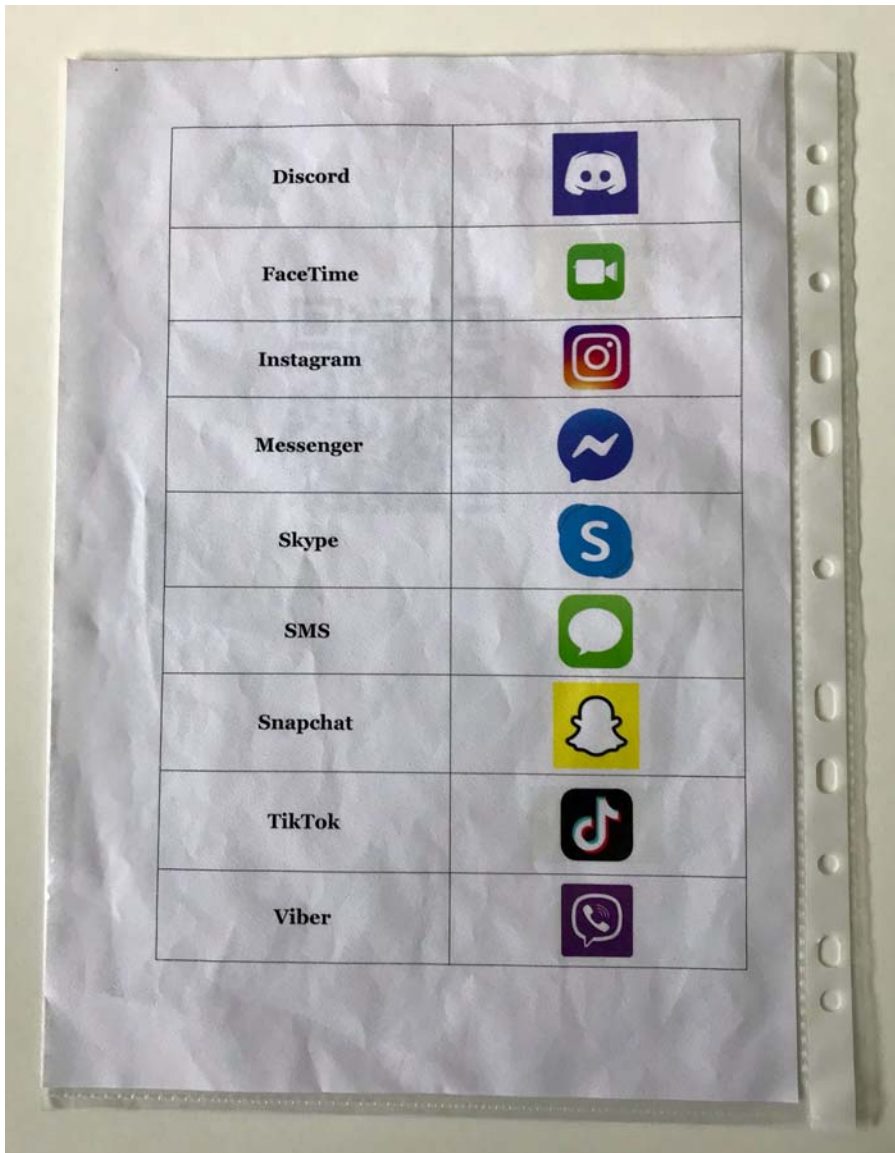 Discord
FaceTime
Instagram
Messenger
Skype
S
SMS
Snapchat
TikTok
Viber